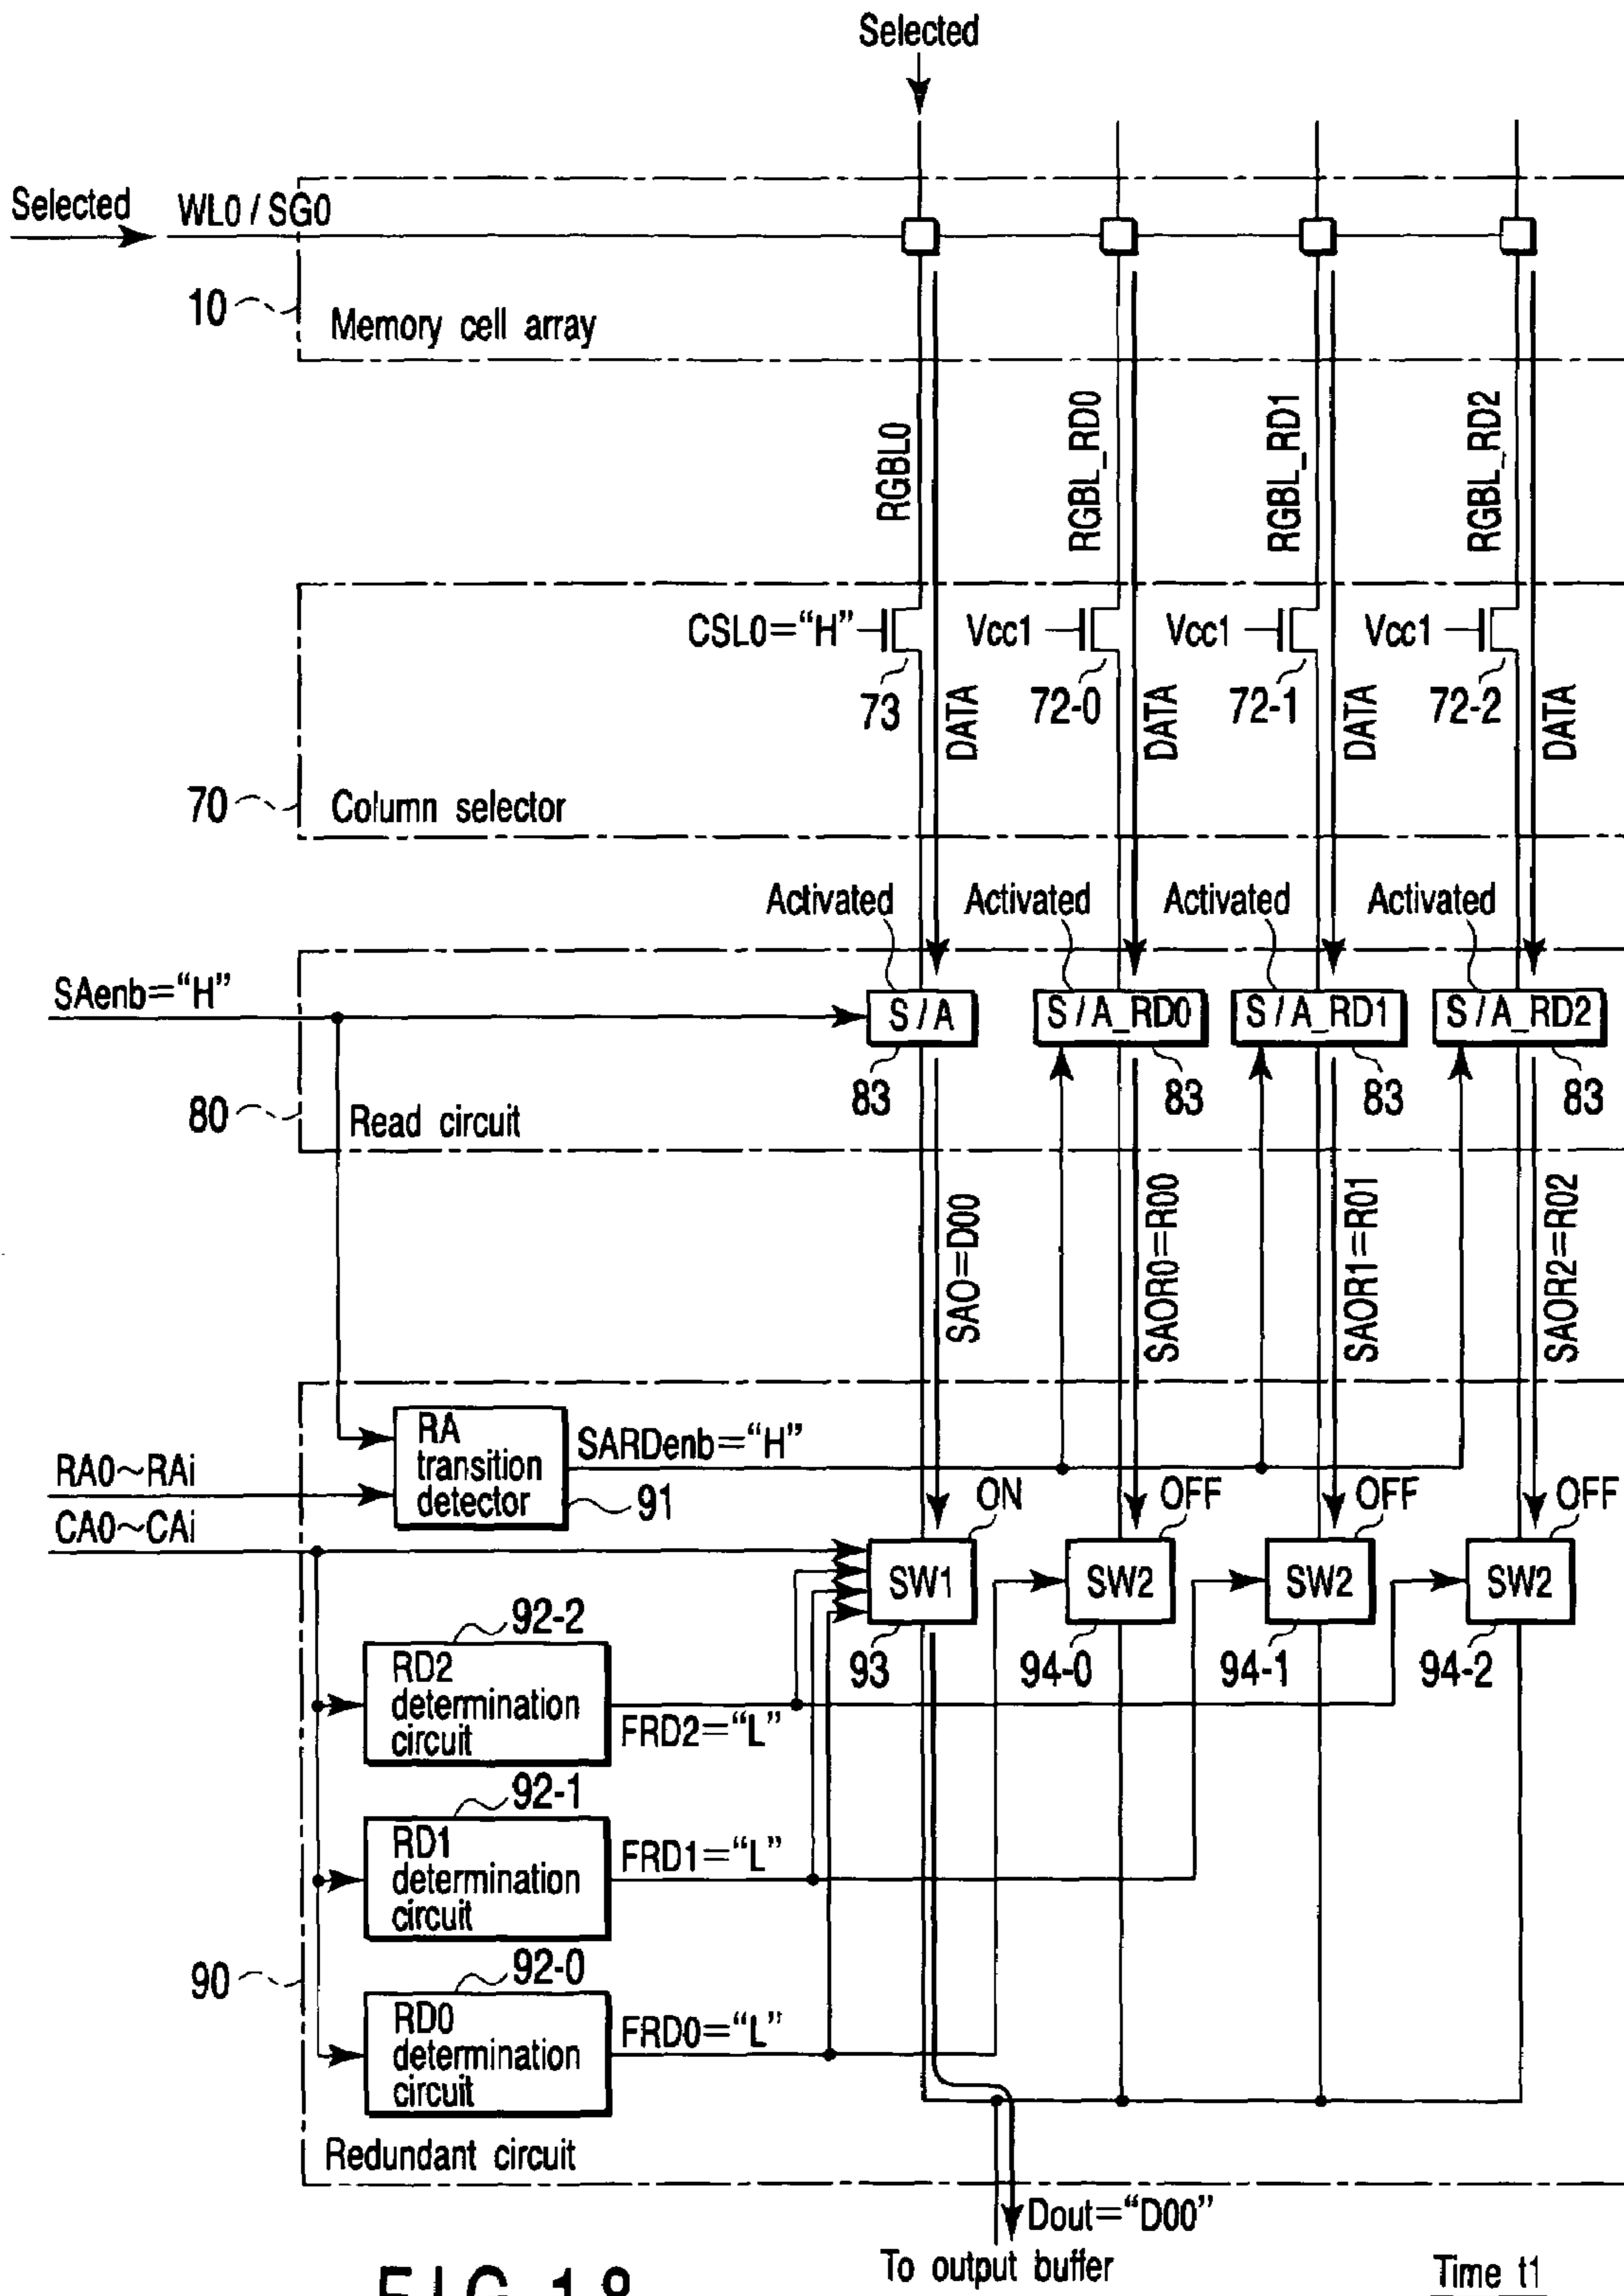 Selected
Selected
WL0 / SG0
10
Memory cell array
RGBL0
RGBL_RD0
RGBL_RD1
RGBL_RD2
CSL0="H"
Vcc1
Vcc1
Vcc1
73
72-0
72-1
72-2
DATA
DATA
DATA
DATA
70
Column selector
Activated
Activated
Activated
Activated
SAenb="H"
S / A
S / A_RD0
S / A_RD1
S / A_RD2
83
83
83
83
80
Read circuit
SAO=D00
SAOR0=R00
SAOR1=R01
SAOR2=R02
RA
transition
detector
SARDenb="H"
91
RA0~RAi
CA0~CAi
ON
OFF
OFF
OFF
SW1
SW2
SW2
SW2
93
94-0
94-1
94-2
92-2
RD2
determination
circuit
FRD2="L"
92-1
RD1
determination
circuit
FRD1="L"
92-0
RD0
determination
circuit
FRD0="L"
90
Redundant circuit
Dout="D00"
To output buffer
Time t1
FIG. 18